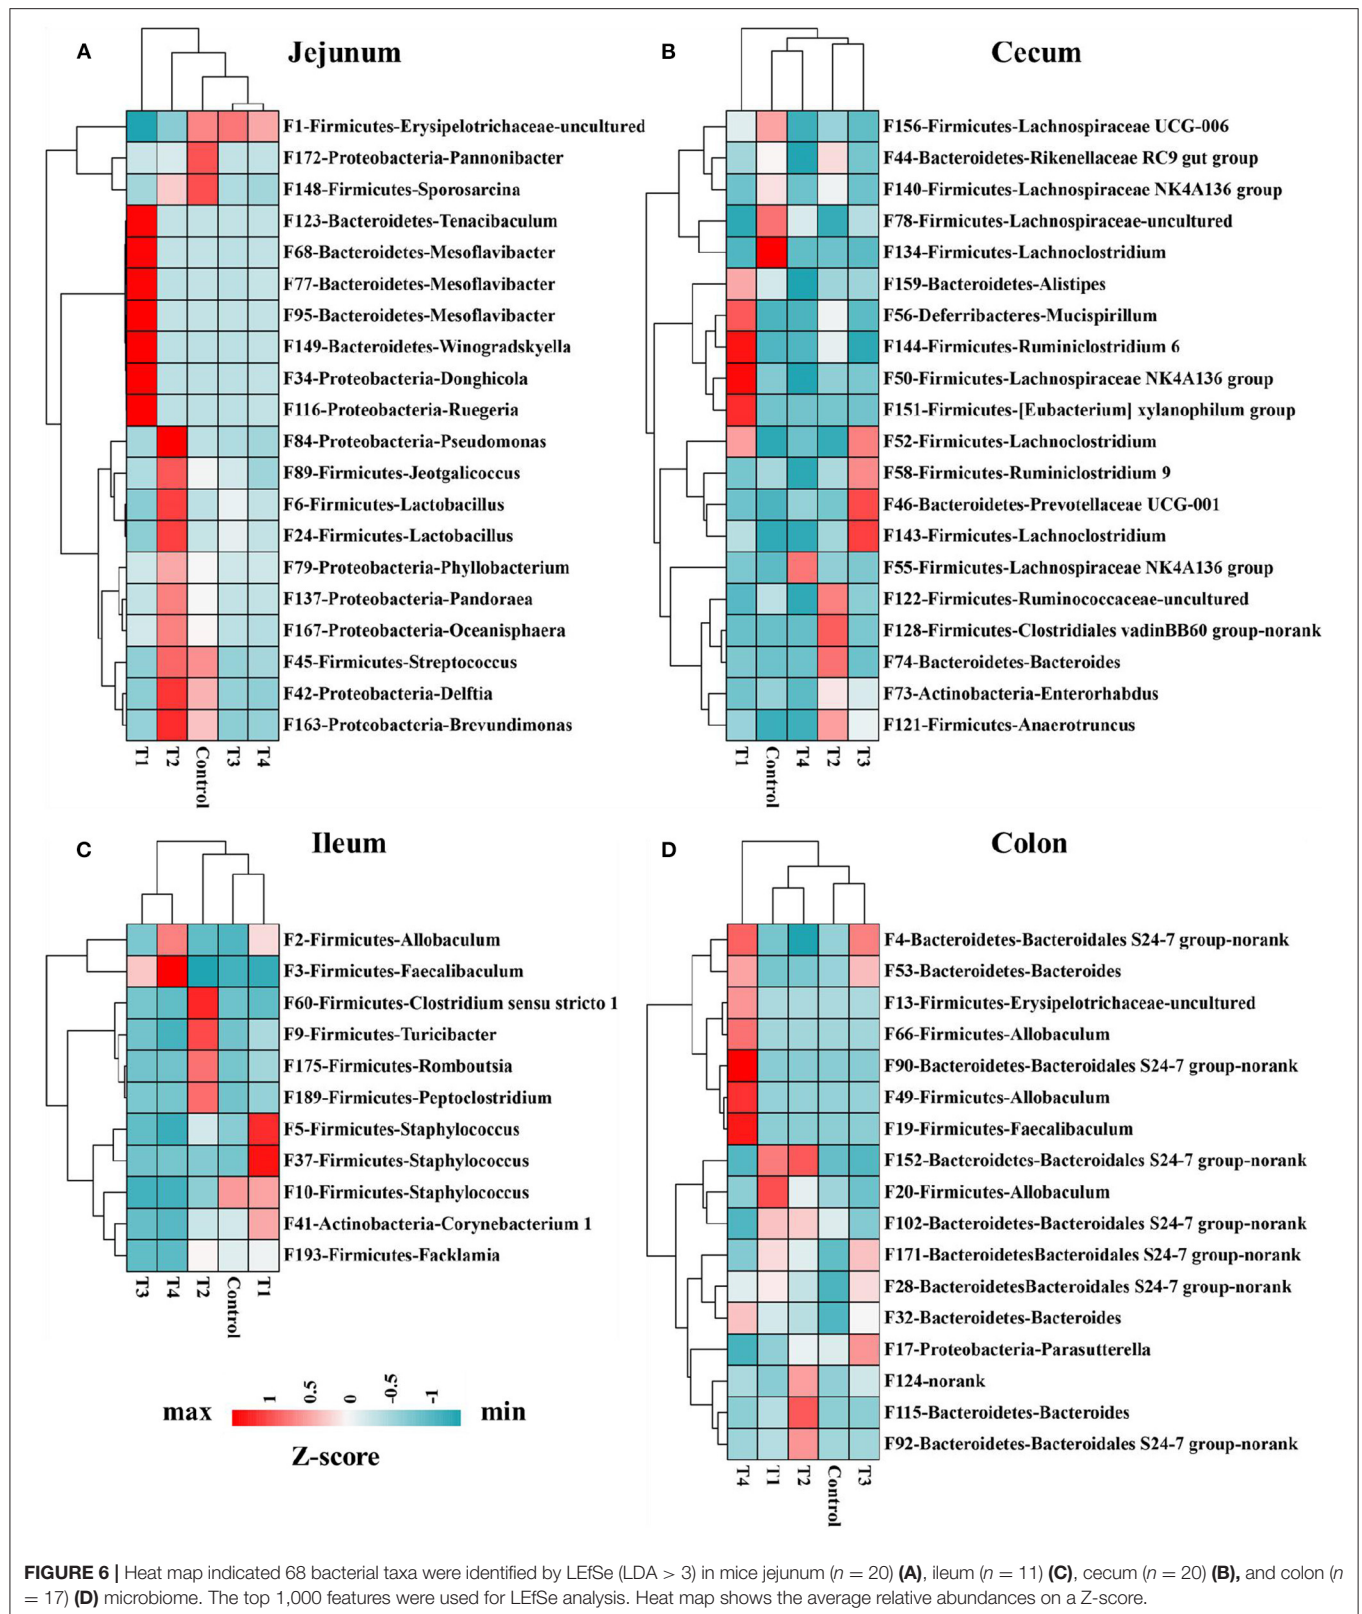 A
Jejunum
F1-Firmicutes-Erysipelotrichaceae-uncultured
F172-Proteobacteria-Pannonibacter
F148-Firmicutes-Sporosarcina
F123-Bacteroidetes-Tenacibaculum
F68-Bacteroidetes-Mesoflavibacter
F77-Bacteroidetes-Mesoflavibacter
F95-Bacteroidetes-Mesoflavibacter
F149-Bacteroidetes-Winogradskyella
F34-Proteobacteria-Donghicola
F116-Proteobacteria-Ruegeria
F84-Proteobacteria-Pseudomonas
F89-Firmicutes-Jeotgalicoccus
F6-Firmicutes-Lactobacillus
F24-Firmicutes-Lactobacillus
F79-Proteobacteria-Phyllobacterium
F137-Proteobacteria-Pandoraea
F167-Proteobacteria-Oceanisphaera
F45-Firmicutes-Streptococcus
F42-Proteobacteria-Delftia
F163-Proteobacteria-Brevundimonas
T1
T2
Control
T3
T4
B
Cecum
F156-Firmicutes-Lachnospiraceae UCG-006
F44-Bacteroidetes-Rikenellaceae RC9 gut group
F140-Firmicutes-Lachnospiraceae NK4A136 group
F78-Firmicutes-Lachnospiraceae-uncultured
F134-Firmicutes-Lachnoclostridium
F159-Bacteroidetes-Alistipes
F56-Deferribacteres-Mucispirillum
F144-Firmicutes-Ruminiclostridium 6
F50-Firmicutes-Lachnospiraceae NK4A136 group
F151-Firmicutes-[Eubacterium] xylanophilum group
F52-Firmicutes-Lachnoclostridium
F58-Firmicutes-Ruminiclostridium 9
F46-Bacteroidetes-Prevotellaceae UCG-001
F143-Firmicutes-Lachnoclostridium
F55-Firmicutes-Lachnospiraceae NK4A136 group
F122-Firmicutes-Ruminococcaceae-uncultured
F128-Firmicutes-Clostridiales vadinBB60 group-norank
F74-Bacteroidetes-Bacteroides
F73-Actinobacteria-Enterorhabdus
F121-Firmicutes-Anaerotruncus
T1
Control
T4
T2
T3
C
Ileum
F2-Firmicutes-Allobaculum
F3-Firmicutes-Faecalibaculum
F60-Firmicutes-Clostridium sensu stricto 1
F9-Firmicutes-Turicibacter
F175-Firmicutes-Romboutsia
F189-Firmicutes-Peptoclostridium
F5-Firmicutes-Staphylococcus
F37-Firmicutes-Staphylococcus
F10-Firmicutes-Staphylococcus
F41-Actinobacteria-Corynebacterium 1
F193-Firmicutes-Facklamia
T3
T4
T2
Control
T1
max
1
0.5
0
-0.5
-1
min
Z-score
D
Colon
F4-Bacteroidetes-Bacteroidales S24-7 group-norank
F53-Bacteroidetes-Bacteroides
F13-Firmicutes-Erysipelotrichaceae-uncultured
F66-Firmicutes-Allobaculum
F90-Bacteroidetes-Bacteroidales S24-7 group-norank
F49-Firmicutes-Allobaculum
F19-Firmicutes-Faecalibaculum
F152-Bacteroidetes-Bacteroidales S24-7 group-norank
F20-Firmicutes-Allobaculum
F102-Bacteroidetes-Bacteroidales S24-7 group-norank
F171-BacteroidetesBacteroidales S24-7 group-norank
F28-BacteroidetesBacteroidales S24-7 group-norank
F32-Bacteroidetes-Bacteroides
F17-Proteobacteria-Parasutterella
F124-norank
F115-Bacteroidetes-Bacteroides
F92-Bacteroidetes-Bacteroidales S24-7 group-norank
T4
T1
T2
Control
T3
FIGURE 6 | Heat map indicated 68 bacterial taxa were identified by LEfSe (LDA > 3) in mice jejunum (n = 20) (A), ileum (n = 11) (C), cecum (n = 20) (B), and colon (n
= 17) (D) microbiome. The top 1,000 features were used for LEfSe analysis. Heat map shows the average relative abundances on a Z-score.